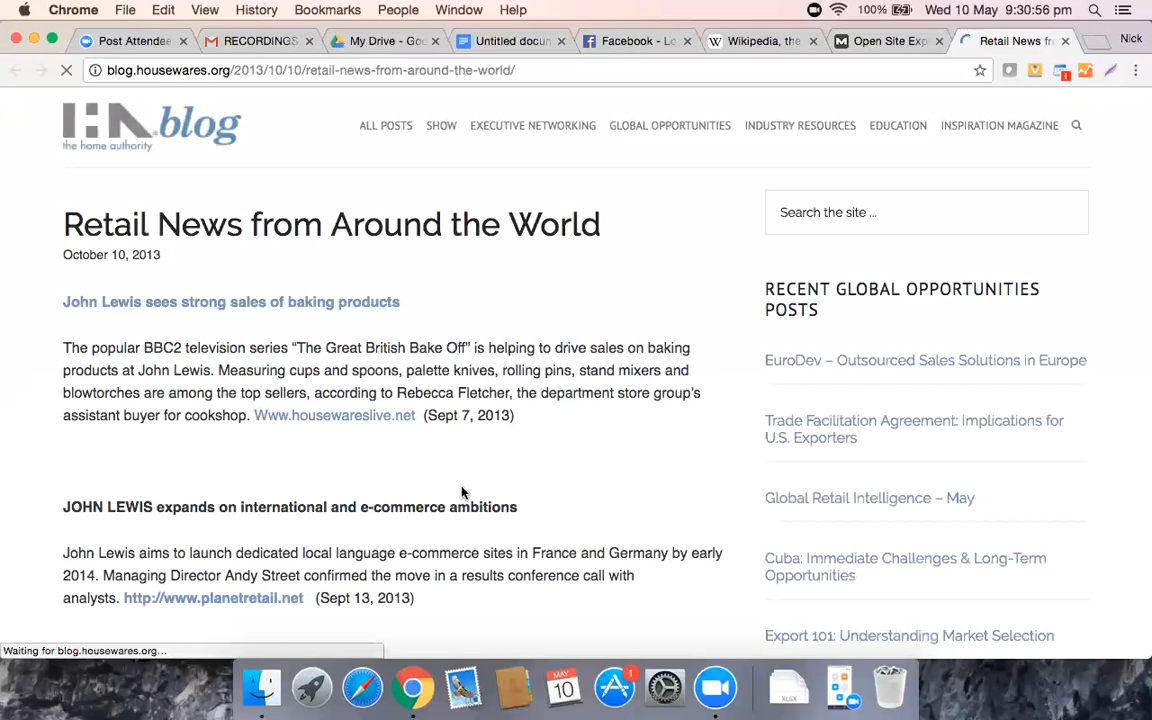 Chrome File Edit View History Bookmarks People Window Help 100% Wed 10 May 9:30:56 pm
Post Attendee RECORDINGS My Drive - Goo Untitled docun Facebook - Lo Wikipedia, the Open Site Exp Retail News fr Nick
blog.housewares.org/2013/10/10/retail-news-from-around-the-world/
HA blog
the home authority
ALL POSTS SHOW EXECUTIVE NETWORKING GLOBAL OPPORTUNITIES INDUSTRY RESOURCES EDUCATION INSPIRATION MAGAZINE
Retail News from Around the World
October 10, 2013
John Lewis sees strong sales of baking products
The popular BBC2 television series “The Great British Bake Off” is helping to drive sales on baking
products at John Lewis. Measuring cups and spoons, palette knives, rolling pins, stand mixers and
blowtorches are among the top sellers, according to Rebecca Fletcher, the department store group’s
assistant buyer for cookshop. Www.housewareslive.net (Sept 7, 2013)
JOHN LEWIS expands on international and e-commerce ambitions
John Lewis aims to launch dedicated local language e-commerce sites in France and Germany by early
2014. Managing Director Andy Street confirmed the move in a results conference call with
analysts. http://www.planetretail.net (Sept 13, 2013)
Search the site ...
RECENT GLOBAL OPPORTUNITIES
POSTS
EuroDev – Outsourced Sales Solutions in Europe
Trade Facilitation Agreement: Implications for
U.S. Exporters
Global Retail Intelligence – May
Cuba: Immediate Challenges & Long-Term
Opportunities
Export 101: Understanding Market Selection
Waiting for blog.housewares.org...
MAY
10
1
XLSX